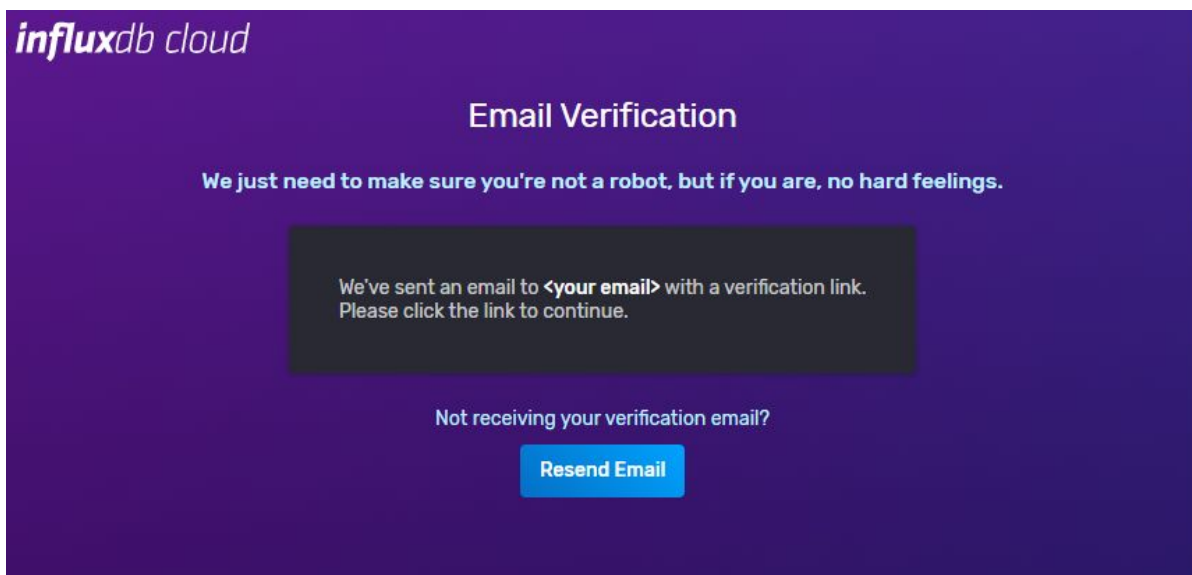 influxdb cloud
Email Verification
We just need to make sure you're not a robot, but if you are, no hard feelings.
We've sent an email to <your email> with a verification link.
Please click the link to continue.
Not receiving your verification email?
Resend Email